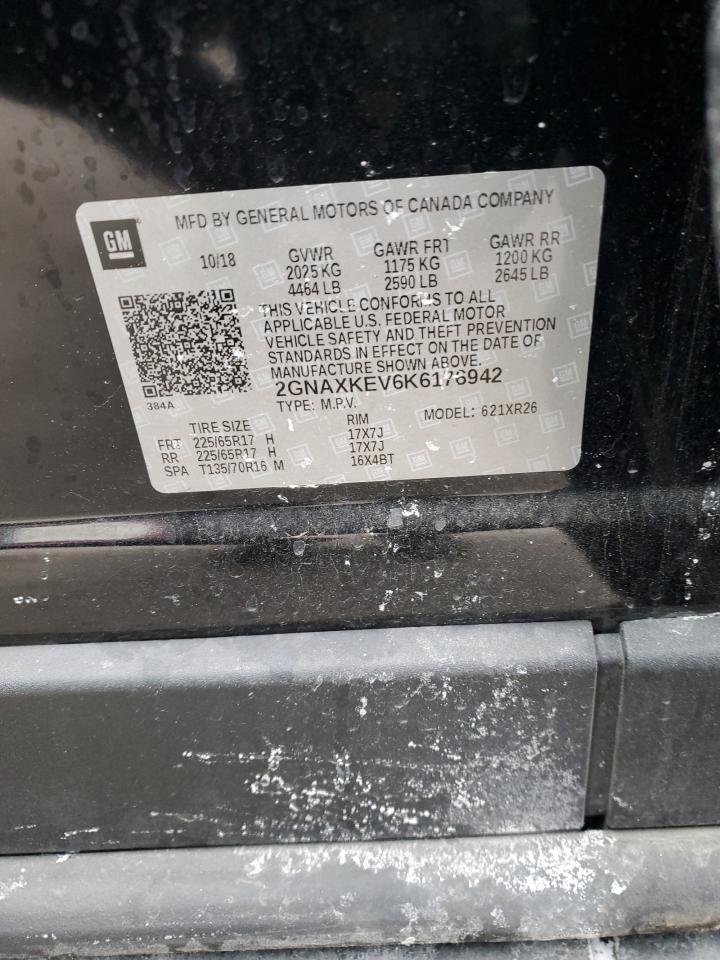 GM
MFD BY GENERAL MOTORS OF CANADA COMPANY
10/18 GVWR GAWR FRT GAWR RR
2025 KG 1175 KG 1200 KG
4464 LB 2590 LB 2645 LB
THIS VEHICLE CONFORMS TO ALL
APPLICABLE U.S. FEDERAL MOTOR
VEHICLE SAFETY AND THEFT PREVENTION
STANDARDS IN EFFECT ON THE DATE OF
MANUFACTURE SHOWN ABOVE.
2GNAXKEV6K6178942
384A
TYPE: M.P.V. MODEL: 621XR26
TIRE SIZE RIM
FRT 225/65R17 H 17X7J
RR 225/65R17 H 17X7J
SPA T135/70R16 M 16X4BT